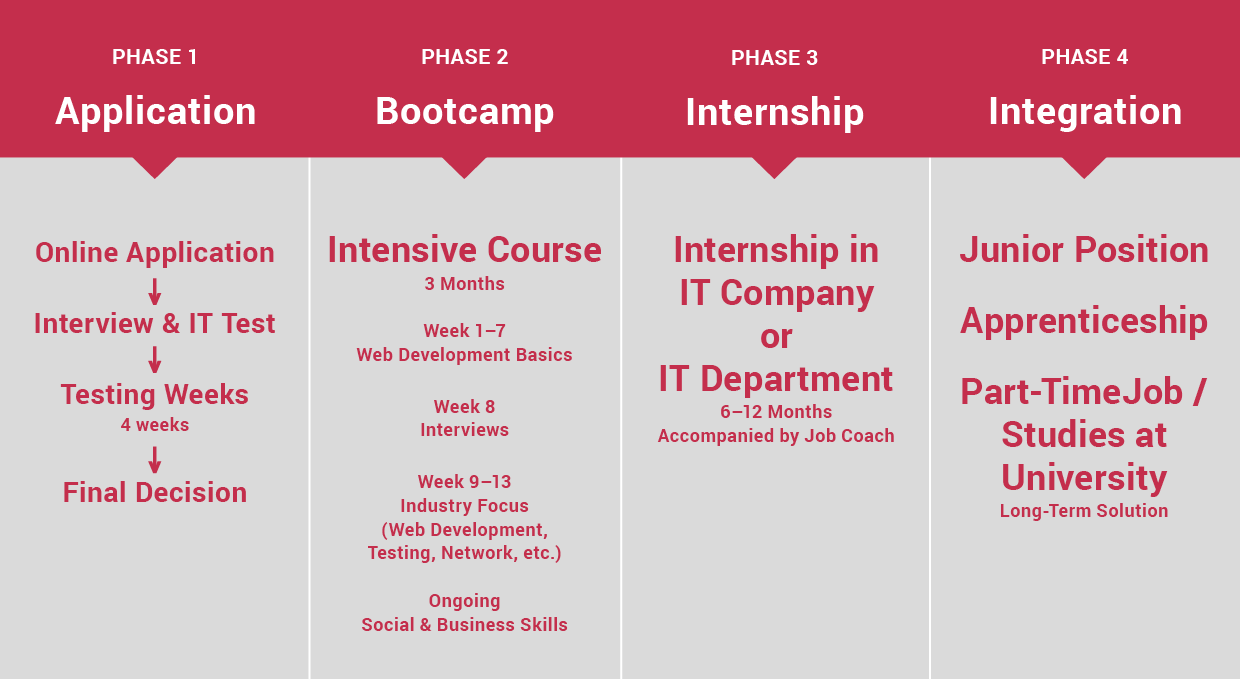 PHASE 1
Application
Online Application
Interview & IT Test
Testing Weeks
4 weeks
Final Decision
PHASE 2
Bootcamp
Intensive Course
3 Months
Week 1–7
Web Development Basics
Week 8
Interviews
Week 9–13
Industry Focus
(Web Development,
Testing, Network, etc.)
Ongoing
Social & Business Skills
PHASE 3
Internship
Internship in
IT Company
or
IT Department
6–12 Months
Accompanied by Job Coach
PHASE 4
Integration
Junior Position
Apprenticeship
Part-TimeJob /
Studies at
University
Long-Term Solution